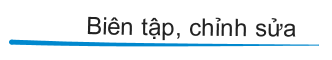 Biên tập, chỉnh sửa